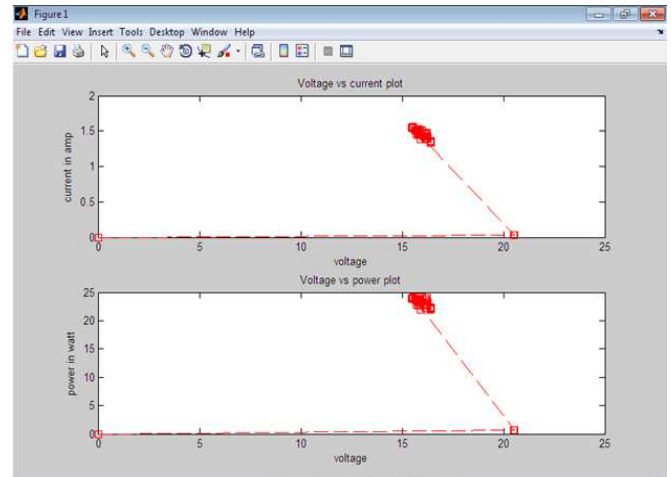 Figure 1
File Edit View Insert Tools Desktop Window Help
Voltage vs current plot
2
1.5
1
0.5
0
current in amp
0 5 10 15 20 25
voltage
Voltage vs power plot
25
20
15
10
5
0
power in watt
0 5 10 15 20 25
voltage